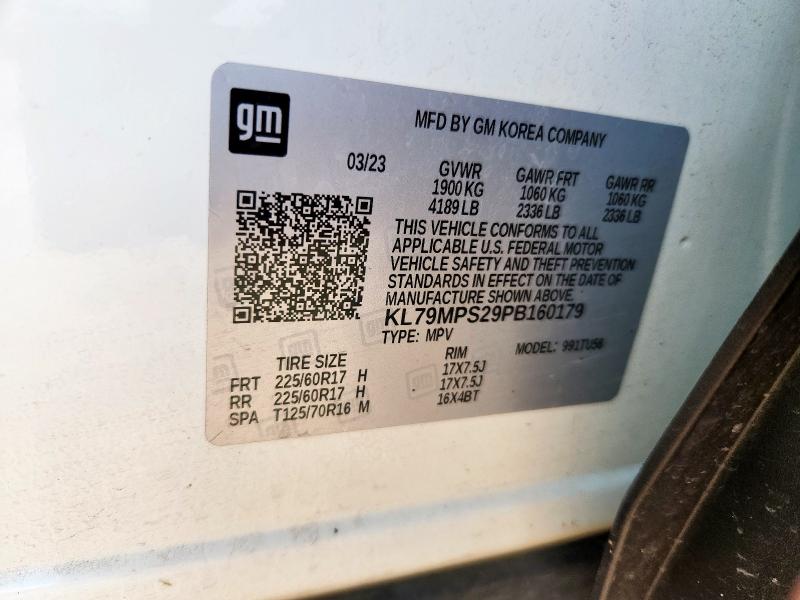 gm
MFD BY GM KOREA COMPANY
03/23
GVWR GAWR FRT GAWR RR
1900 KG 1060 KG 1060 KG
4189 LB 2336 LB 2336 LB
THIS VEHICLE CONFORMS TO ALL
APPLICABLE U.S. FEDERAL MOTOR
VEHICLE SAFETY AND THEFT PREVENTION
STANDARDS IN EFFECT ON THE DATE OF
MANUFACTURE SHOWN ABOVE.
KL79MPS29PB160179
TYPE: MPV MODEL: 991TU56
TIRE SIZE RIM
FRT 225/60R17 H 17X7.5J
RR 225/60R17 H 17X7.5J
SPA T125/70R16 M 16X4BT